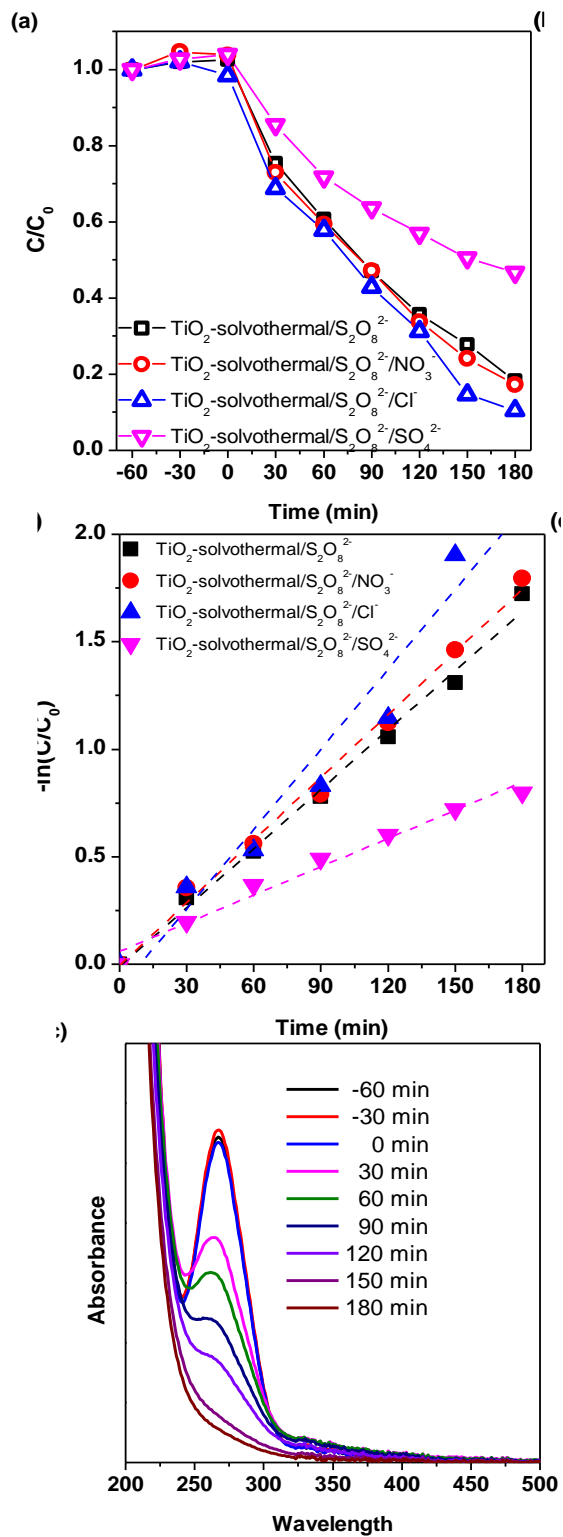 (a)
C/C₀
1.0
0.8
0.6
0.4
0.2
0.0
TiO₂-solvothermal/S₂O₈²⁻
TiO₂-solvothermal/S₂O₈²⁻/NO₃⁻
TiO₂-solvothermal/S₂O₈²⁻/Cl⁻
TiO₂-solvothermal/S₂O₈²⁻/SO₄²⁻
-60 -30 0 30 60 90 120 150 180
Time (min)
-ln(C/C₀)
2.0
1.5
1.0
0.5
0.0
TiO₂-solvothermal/S₂O₈²⁻
TiO₂-solvothermal/S₂O₈²⁻/NO₃⁻
TiO₂-solvothermal/S₂O₈²⁻/Cl⁻
TiO₂-solvothermal/S₂O₈²⁻/SO₄²⁻
0 30 60 90 120 150 180
Time (min)
Absorbance
-60 min
-30 min
0 min
30 min
60 min
90 min
120 min
150 min
180 min
200 250 300 350 400 450 500
Wavelength